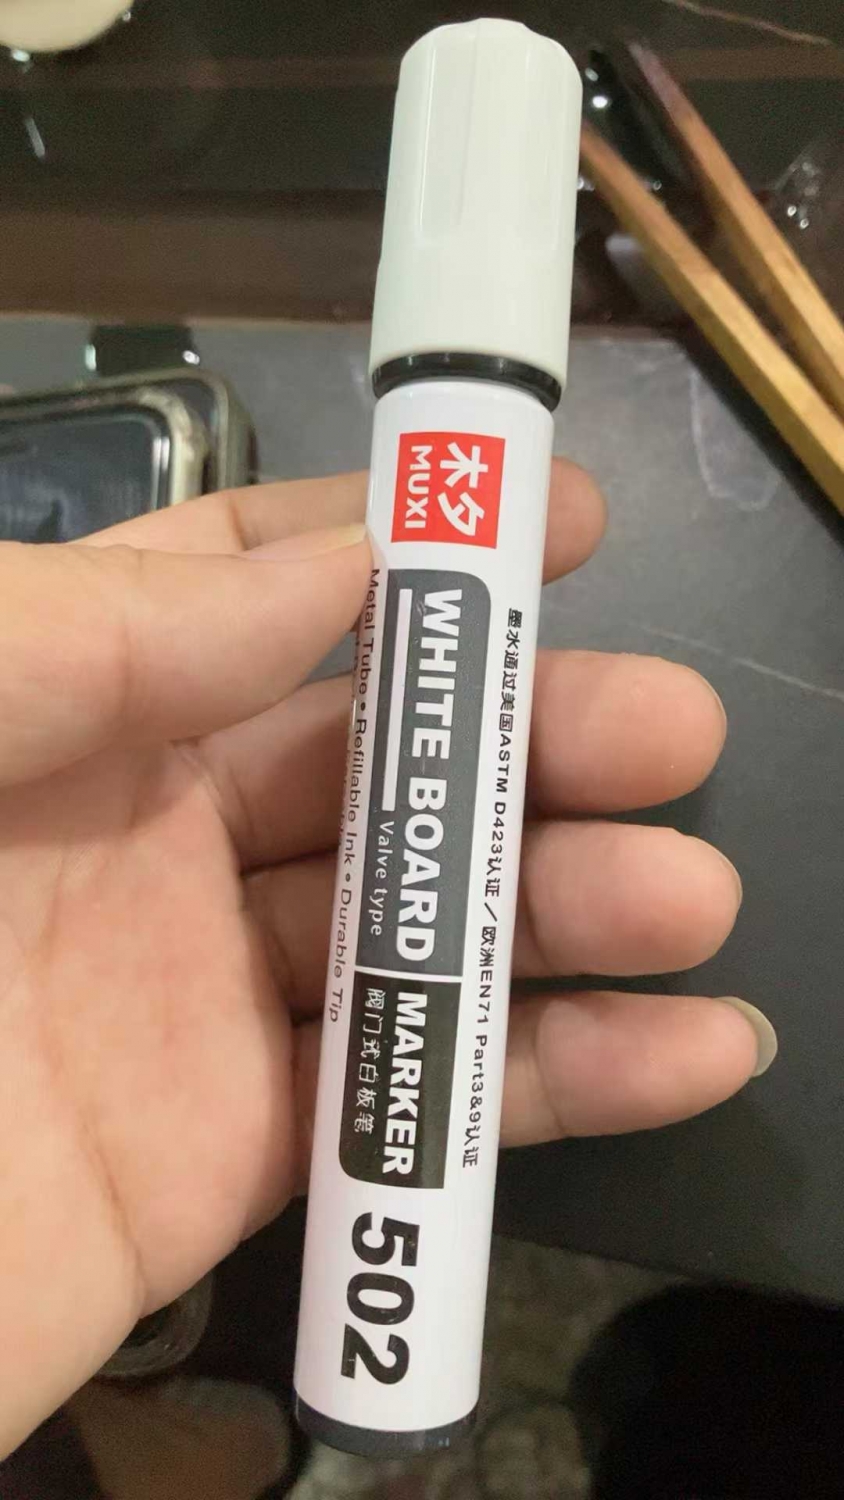 木夕
MUXI
墨水通过美国ASTM D423认证／欧洲EN71 Part3&9认证
WHITE BOARD MARKER
Valve type 阀门式白板笔
502
Metal Tube • Refillable Ink • Durable Tip